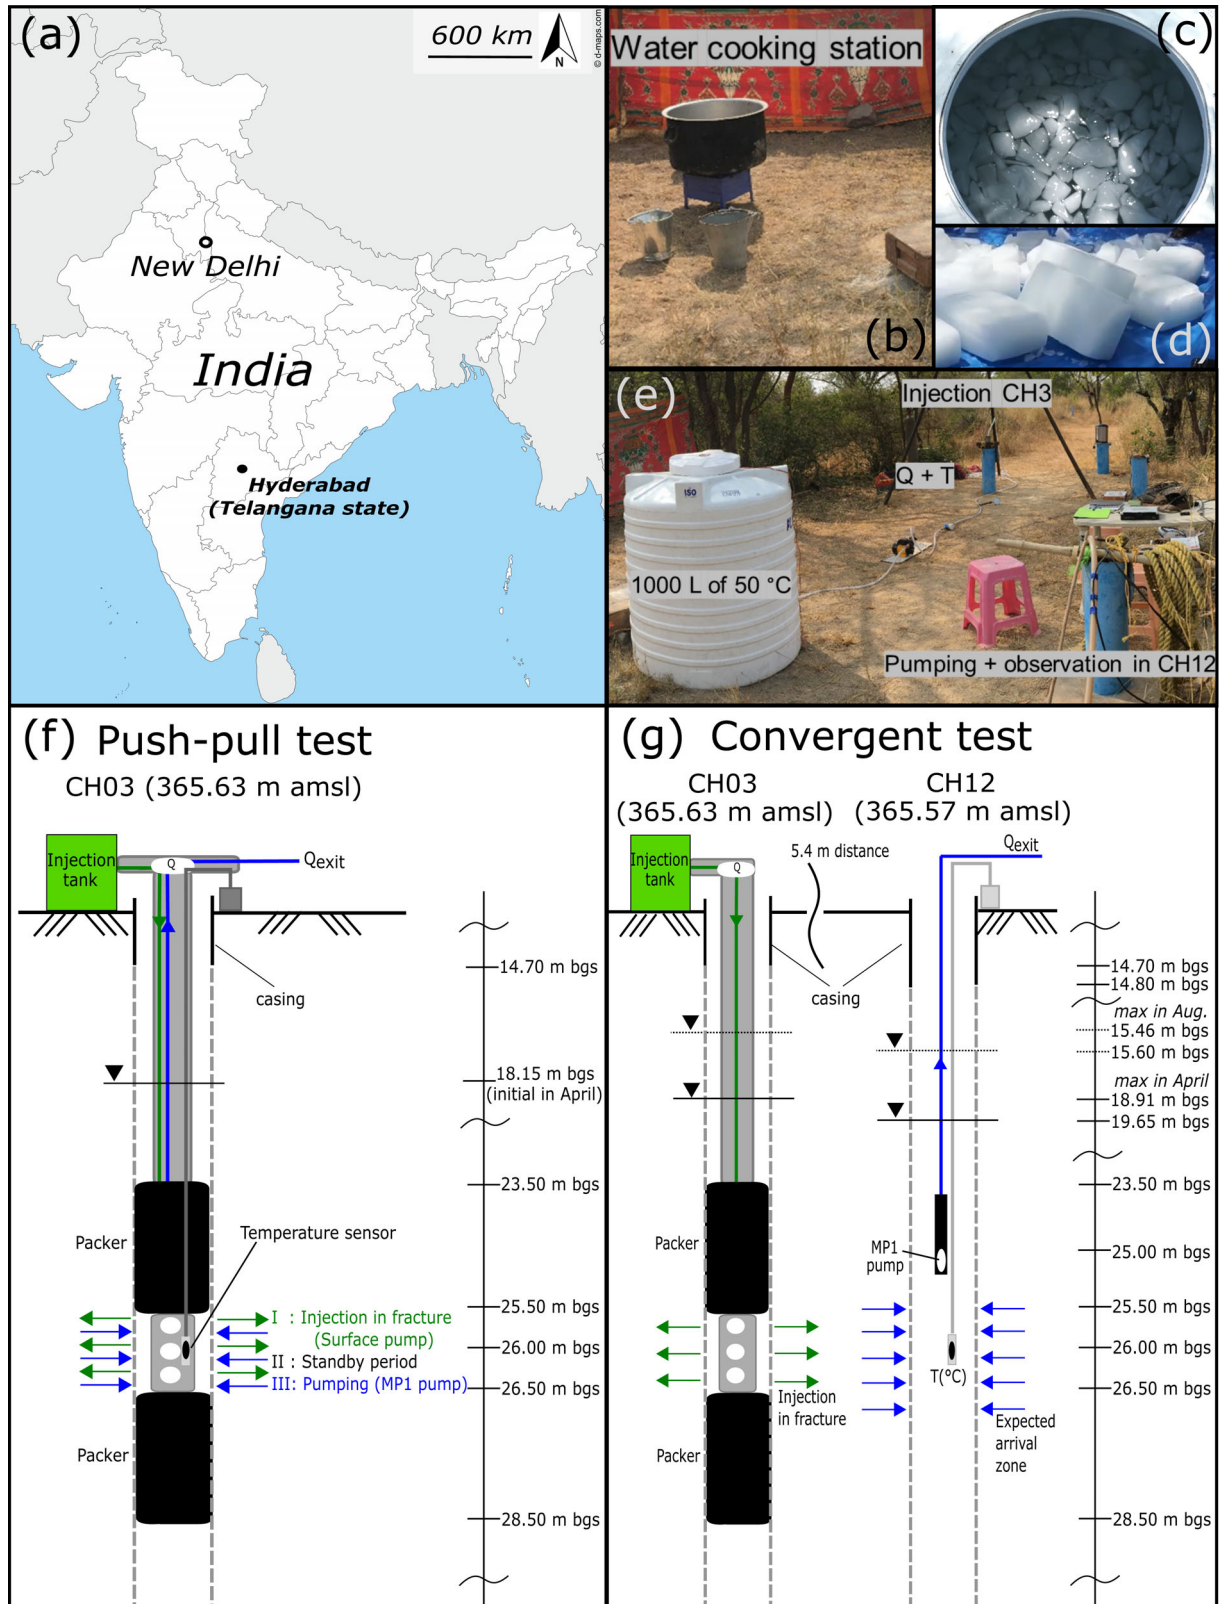 (a)
600 km
N
© d-maps.com
New Delhi
India
Hyderabad
(Telangana state)
Water cooking station
(b)
(c)
(d)
(e)
Injection CH3
Q + T
ISO
1000 L of 50 °C
Pumping + observation in CH12
(f) Push-pull test
CH03 (365.63 m amsl)
Injection
tank
Q
Qexit
14.70 m bgs
casing
18.15 m bgs
(initial in April)
23.50 m bgs
Temperature sensor
Packer
25.50 m bgs
I : Injection in fracture
(Surface pump)
26.00 m bgs
II : Standby period
III: Pumping (MP1 pump)
26.50 m bgs
Packer
28.50 m bgs
(g) Convergent test
CH03
(365.63 m amsl)
CH12
(365.57 m amsl)
Injection
tank
Q
5.4 m distance
Qexit
casing
14.70 m bgs
14.80 m bgs
max in Aug.
15.46 m bgs
15.60 m bgs
max in April
18.91 m bgs
19.65 m bgs
23.50 m bgs
Packer
MP1
pump
25.00 m bgs
25.50 m bgs
26.00 m bgs
T(°C)
26.50 m bgs
Injection
in fracture
Expected
arrival
zone
Packer
28.50 m bgs